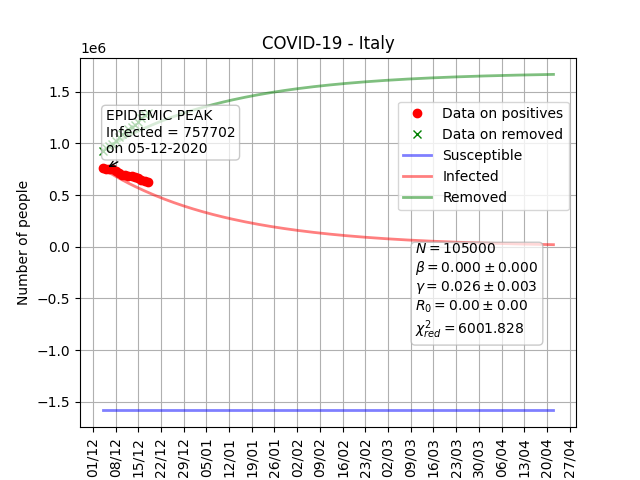 COVID-19 - Italy
1e6
1.5
1.0
0.5
0.0
−0.5
−1.0
−1.5
Number of people
EPIDEMIC PEAK
Infected = 757702
on 05-12-2020
Data on positives
Data on removed
Susceptible
Infected
Removed
N = 105000
β = 0.000 ± 0.000
γ = 0.026 ± 0.003
R₀ = 0.00 ± 0.00
χ²red = 6001.828
01/12
08/12
15/12
22/12
29/12
05/01
12/01
19/01
26/01
02/02
09/02
16/02
23/02
02/03
09/03
16/03
23/03
30/03
06/04
13/04
20/04
27/04